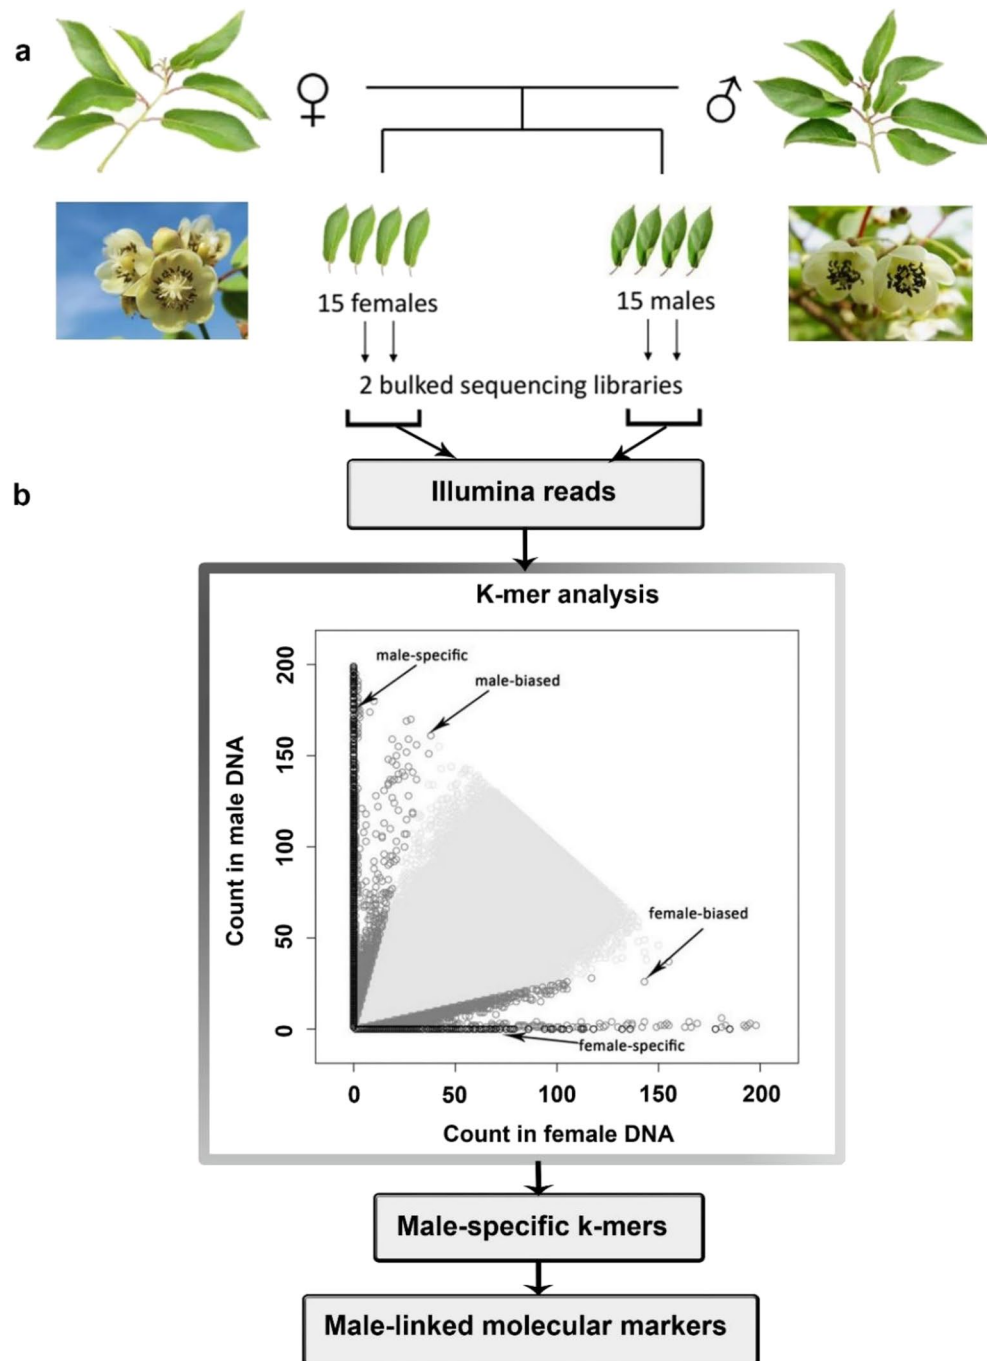 a
♀
♂
15 females
15 males
2 bulked sequencing libraries
b
Illumina reads
K-mer analysis
male-specific
male-biased
female-biased
female-specific
Count in male DNA
200
150
100
50
0
0 50 100 150 200
Count in female DNA
Male-specific k-mers
Male-linked molecular markers